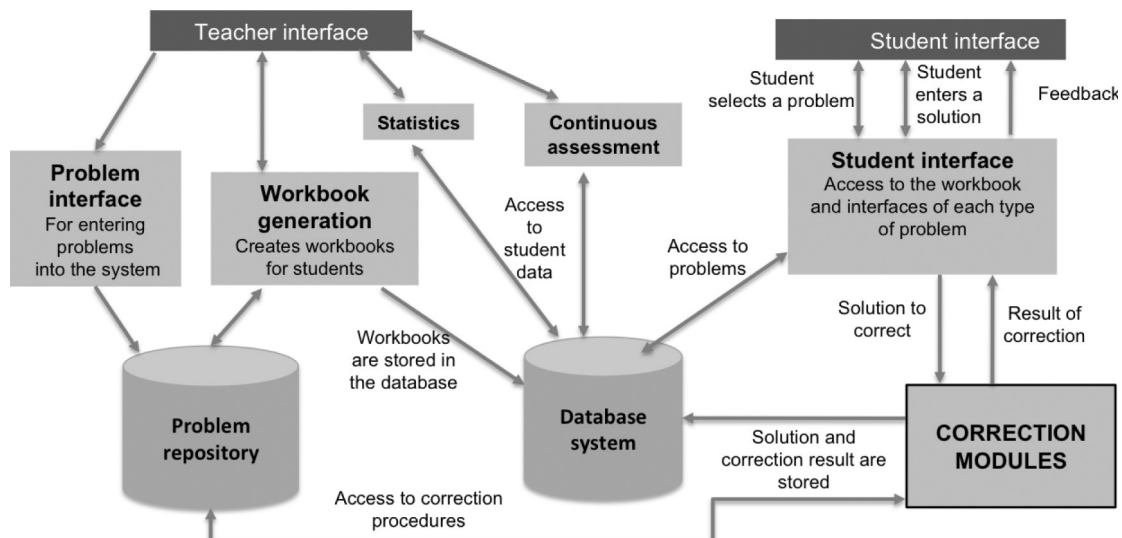 Teacher interface
Student interface
Student
selects a problem
Student
enters a
solution
Feedback
Statistics
Continuous
assessment
Problem
interface
For entering
problems
into the system
Workbook
generation
Creates workbooks
for students
Student interface
Access to the workbook
and interfaces of each type
of problem
Access
to
student
data
Access to
problems
Solution to
correct
Result of
correction
Workbooks
are stored in
the database
Problem
repository
Database
system
CORRECTION
MODULES
Solution and
correction result are
stored
Access to correction
procedures